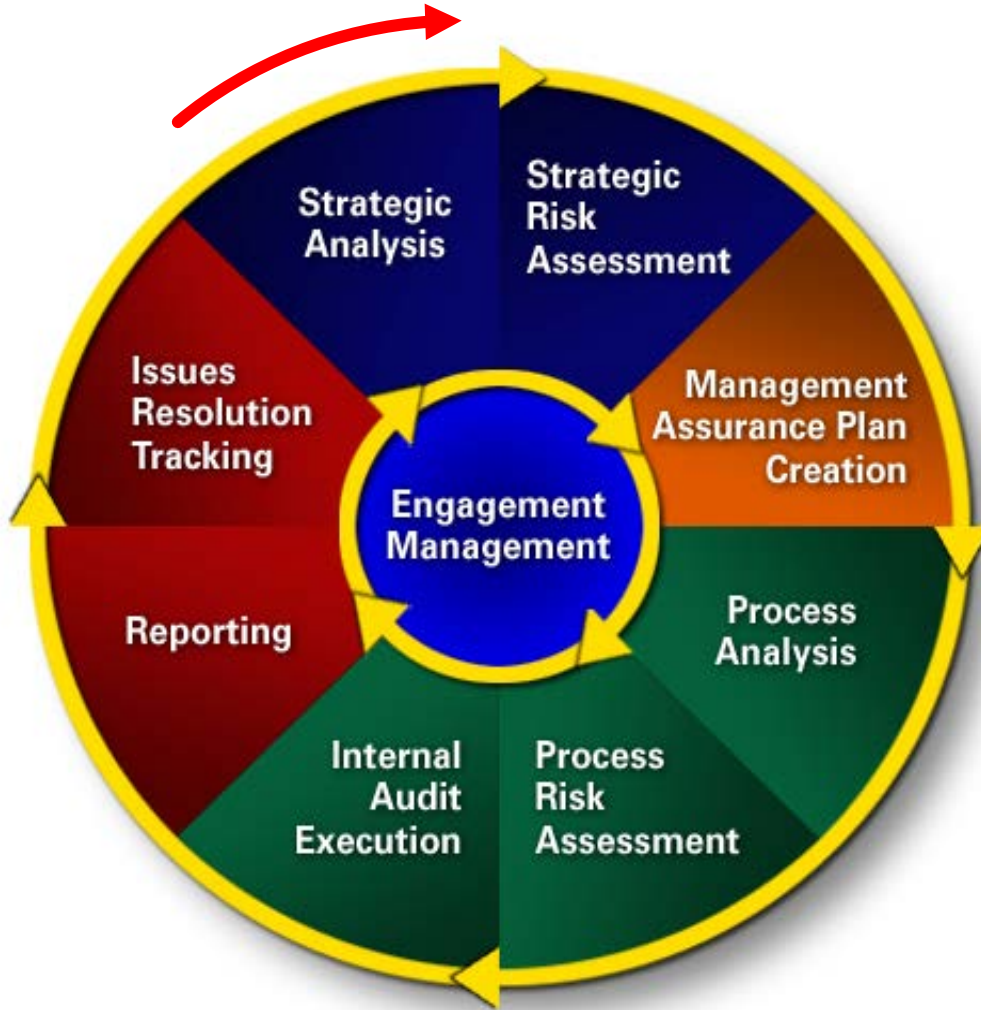 Strategic
Analysis
Strategic
Risk
Assessment
Management
Assurance Plan
Creation
Process
Analysis
Process
Risk
Assessment
Internal
Audit
Execution
Reporting
Issues
Resolution
Tracking
Engagement
Management